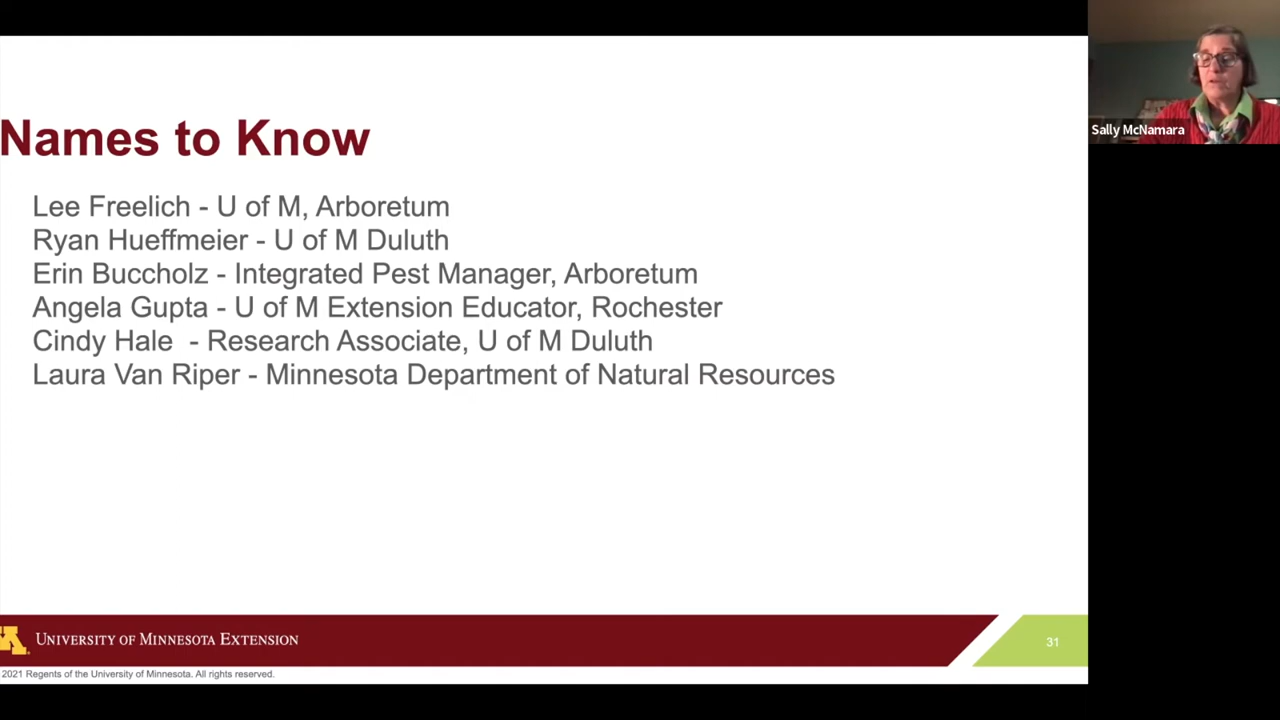 Names to Know
Lee Freelich - U of M, Arboretum
Ryan Hueffmeier - U of M Duluth
Erin Buccholz - Integrated Pest Manager, Arboretum
Angela Gupta - U of M Extension Educator, Rochester
Cindy Hale - Research Associate, U of M Duluth
Laura Van Riper - Minnesota Department of Natural Resources
Sally McNamara
UNIVERSITY OF MINNESOTA EXTENSION
31
2021 Regents of the University of Minnesota. All rights reserved.